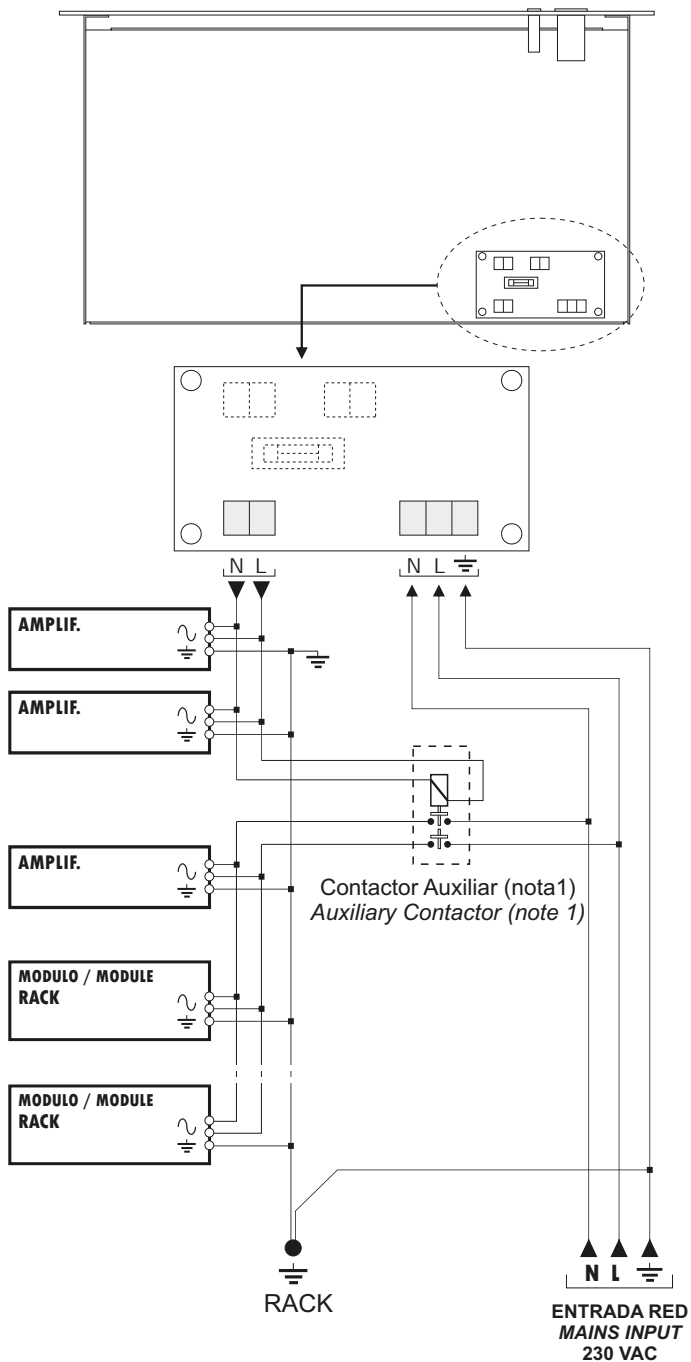 N L
N L
AMPLIF.
AMPLIF.
AMPLIF.
Contactor Auxiliar (nota1)
Auxiliary Contactor (note 1)
MODULO / MODULE
RACK
MODULO / MODULE
RACK
RACK
N L
ENTRADA RED
MAINS INPUT
230 VAC